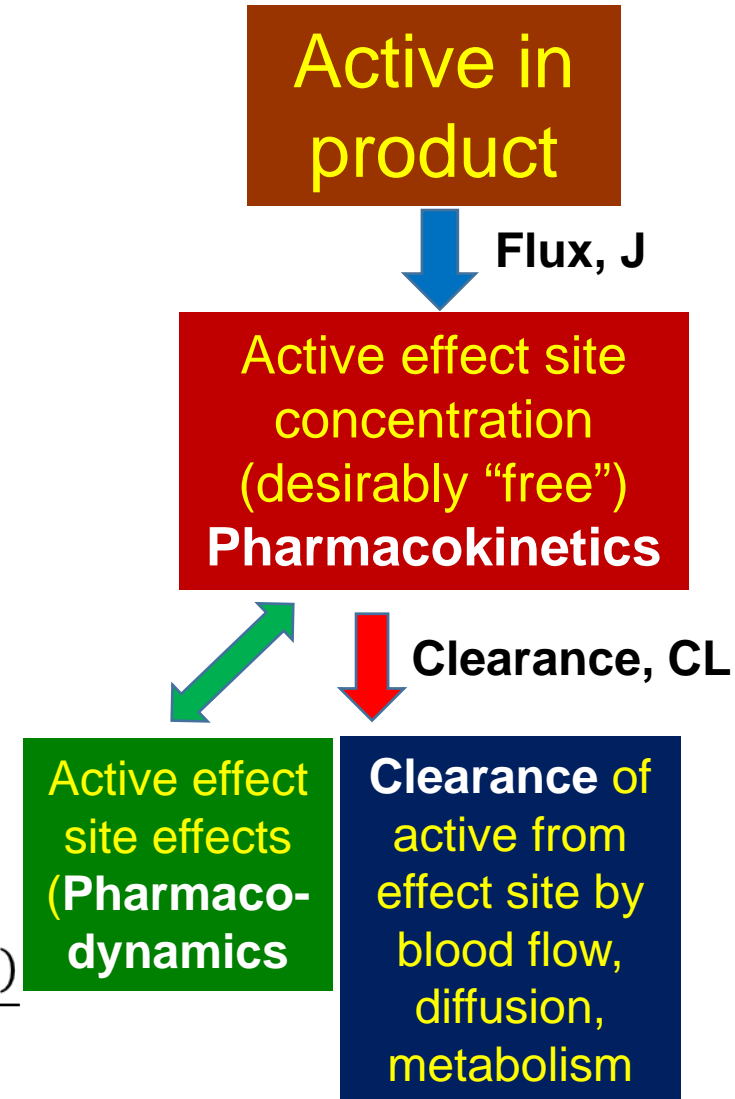 Active in
product
Flux, J
Active effect site
concentration
(desirably “free”)
Pharmacokinetics
Clearance, CL
Active effect
site effects
(Pharmaco-
dynamics
)
Clearance of
active from
effect site by
blood flow,
diffusion,
metabolism